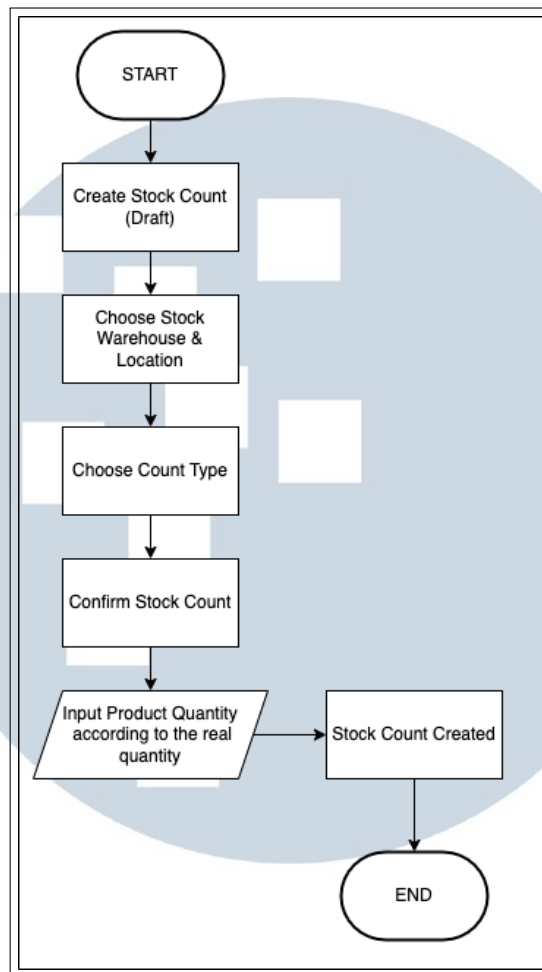 START
Create Stock Count
(Draft)
Choose Stock
Warehouse &
Location
Choose Count Type
Confirm Stock Count
Input Product Quantity
according to the real
quantity
Stock Count Created
END